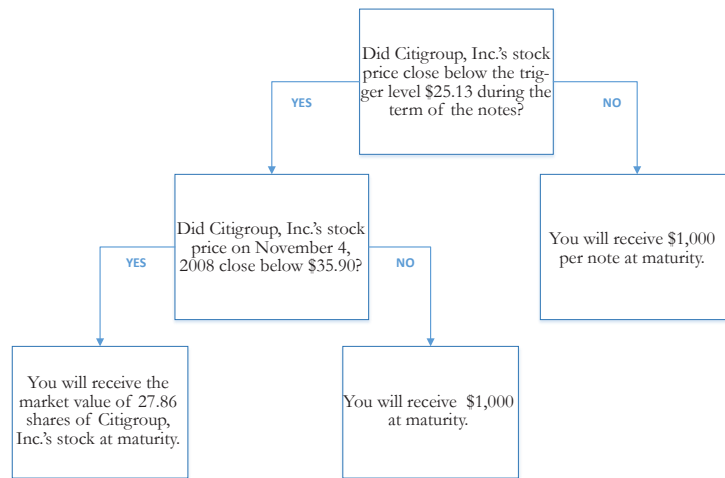 Did Citigroup, Inc.'s stock
price close below the trig-
ger level $25.13 during the
term of the notes?
YES
NO
Did Citigroup, Inc.'s stock
price on November 4,
2008 close below $35.90?
You will receive $1,000
per note at maturity.
YES
NO
You will receive the
market value of 27.86
shares of Citigroup,
Inc.'s stock at maturity.
You will receive $1,000
at maturity.